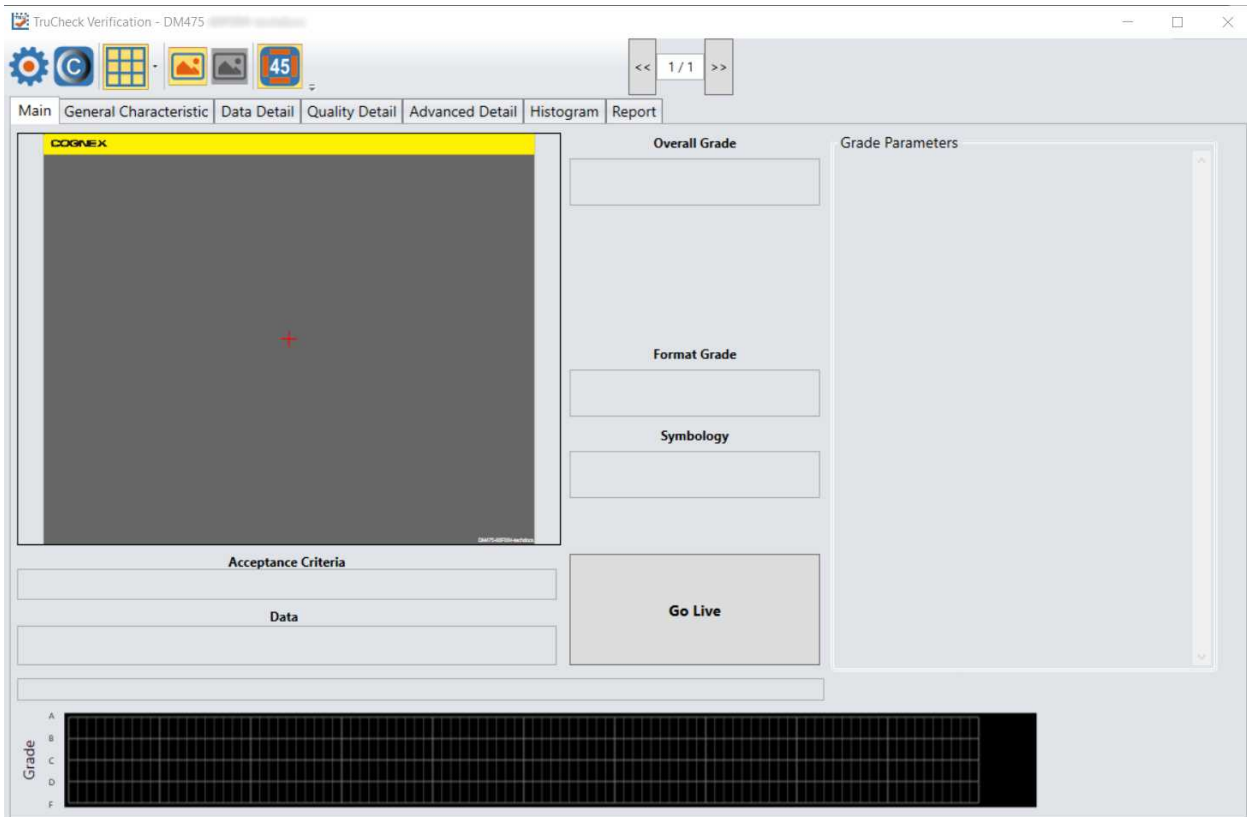 TruCheck Verification - DM475
45
<< 1 / 1 >>
Main General Characteristic Data Detail Quality Detail Advanced Detail Histogram Report
COGNEX
Overall Grade
Grade Parameters
Format Grade
Symbology
Acceptance Criteria
Go Live
Data
Grade
A
B
C
D
F